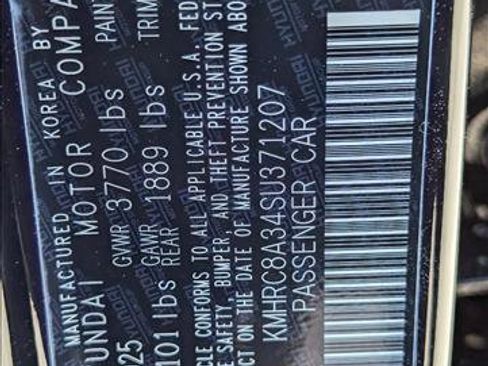 MANUFACTURED IN KOREA BY
HYUNDAI MOTOR COMPA
25 GVWR 3770 lbs PAIN
101 lbs GAWR REAR 1889 lbs TRIM
CLE CONFORMS TO ALL APPLICABLE U.S.A. FED
E SAFETY, BUMPER, AND THEFT PREVENTION ST
CT ON THE DATE OF MANUFACTURE SHOWN ABO
KMHRC8A34SU371207
PASSENGER CAR